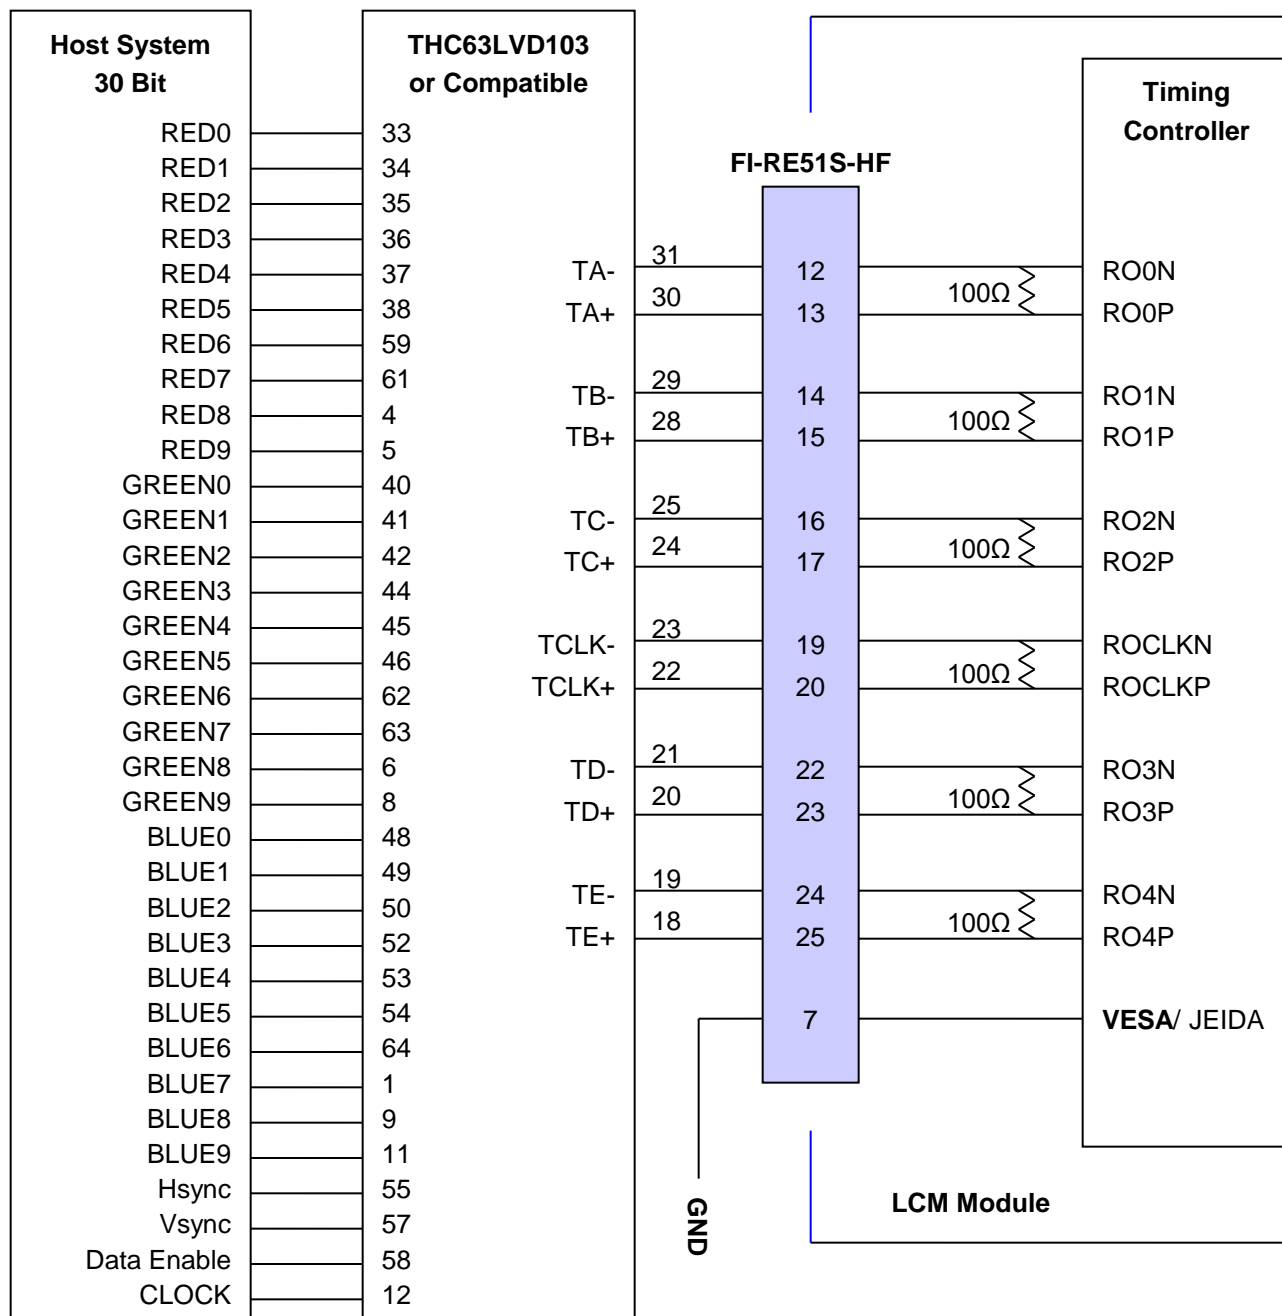 Host System
30 Bit
RED0
RED1
RED2
RED3
RED4
RED5
RED6
RED7
RED8
RED9
GREEN0
GREEN1
GREEN2
GREEN3
GREEN4
GREEN5
GREEN6
GREEN7
GREEN8
GREEN9
BLUE0
BLUE1
BLUE2
BLUE3
BLUE4
BLUE5
BLUE6
BLUE7
BLUE8
BLUE9
Hsync
Vsync
Data Enable
CLOCK
THC63LVD103
or Compatible
33
34
35
36
37
38
59
61
4
5
40
41
42
44
45
46
62
63
6
8
48
49
50
52
53
54
64
1
9
11
55
57
58
12
TA-
TA+
TB-
TB+
TC-
TC+
TCLK-
TCLK+
TD-
TD+
TE-
TE+
31
30
29
28
25
24
23
22
21
20
19
18
GND
FI-RE51S-HF
12
13
14
15
16
17
19
20
22
23
24
25
7
100Ω
100Ω
100Ω
100Ω
100Ω
100Ω
Timing
Controller
RO0N
RO0P
RO1N
RO1P
RO2N
RO2P
ROCLKN
ROCLKP
RO3N
RO3P
RO4N
RO4P
VESA/ JEIDA
LCM Module